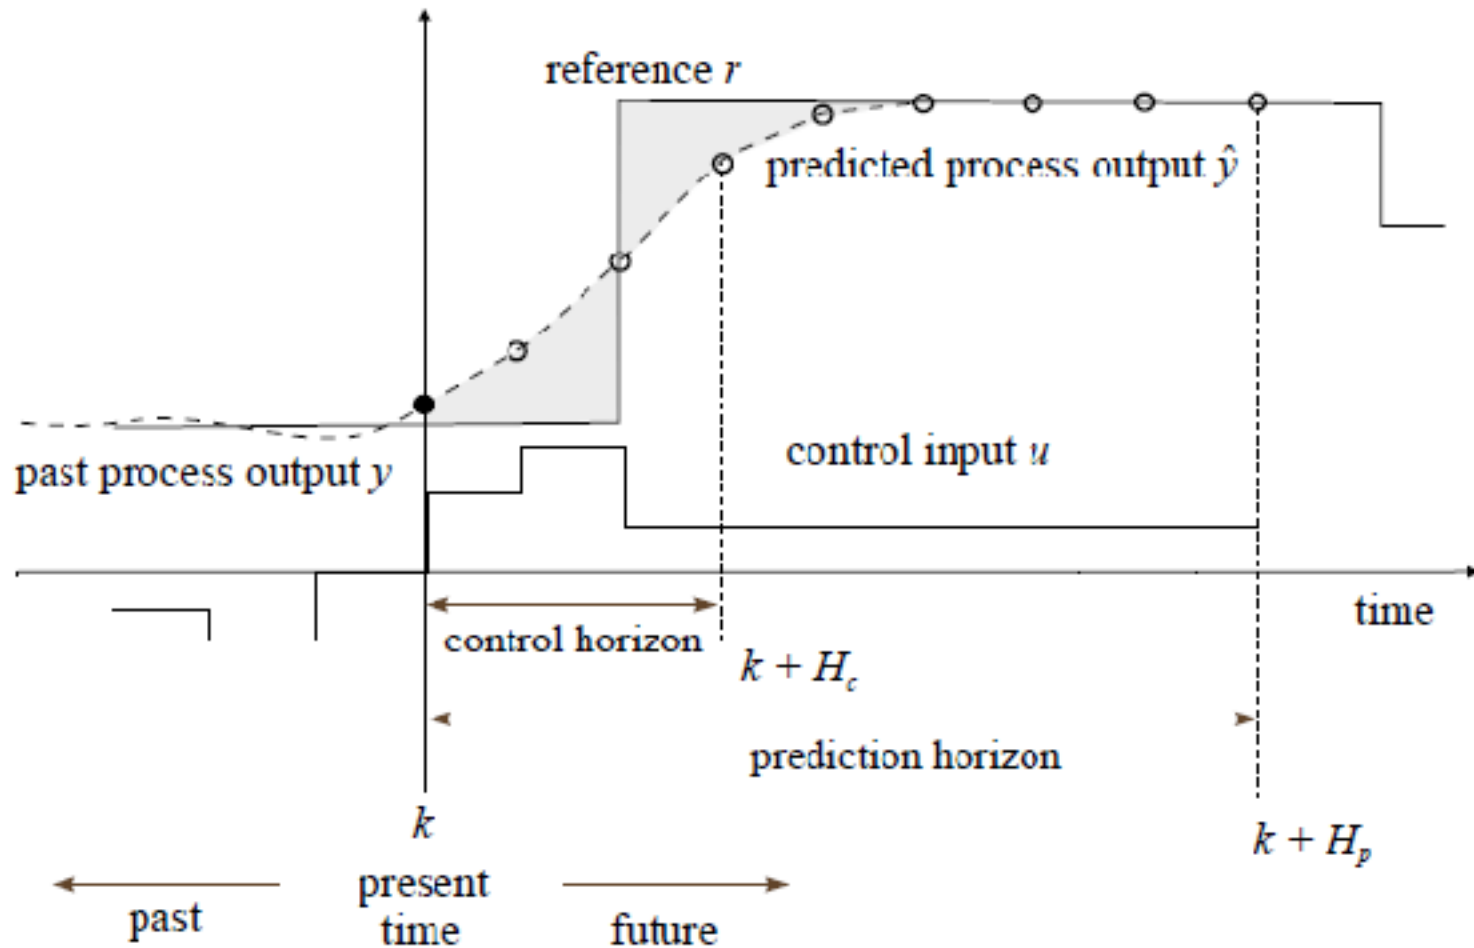 reference r
predicted process output ŷ
past process output y
control input u
time
control horizon
k + H_c
prediction horizon
k
k + H_p
present
time
past
future